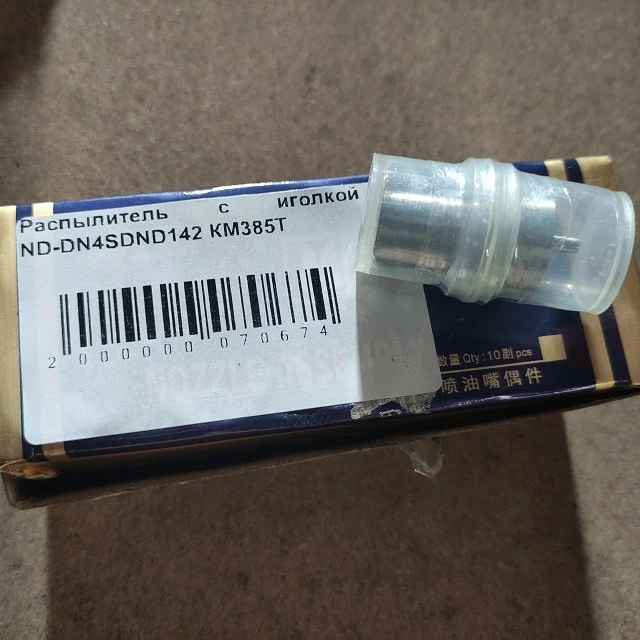 Распылитель с иголкой
ND-DN4SDND142 KM385T
2 000000 070674
数量 Qty:10副 pcs
喷油嘴偶件